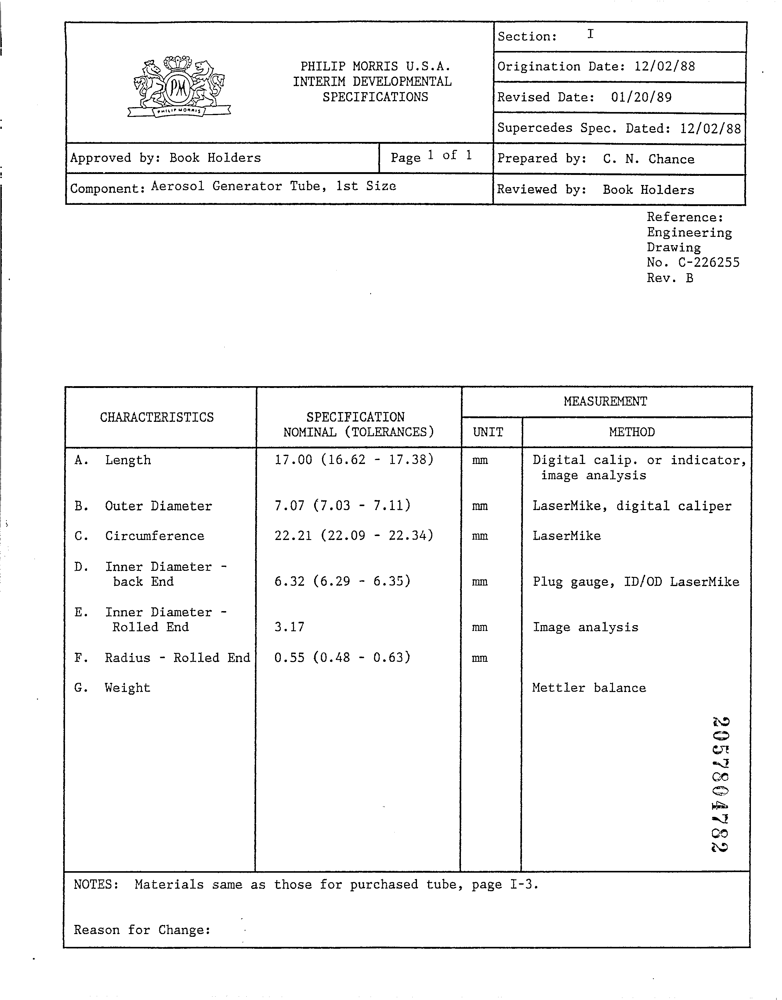 Section: I
PHILIP MORRIS U.S.A.
INTERIM DEVELOPMENTAL
SPECIFICATIONS
PM
PHILIP MORRIS
Origination Date: 12/02/88
Revised Date: 01/20/89
Supercedes Spec. Dated: 12/02/88
Approved by: Book Holders
Page 1 of 1
Prepared by: C. N. Chance
Component: Aerosol Generator Tube, 1st Size
Reviewed by: Book Holders
Reference:
Engineering
Drawing
No. C-226255
Rev. B
CHARACTERISTICS
SPECIFICATION
NOMINAL (TOLERANCES)
MEASUREMENT
UNIT METHOD
A. Length 17.00 (16.62 - 17.38) mm Digital calip. or indicator,
image analysis
B. Outer Diameter 7.07 (7.03 - 7.11) mm LaserMike, digital caliper
C. Circumference 22.21 (22.09 - 22.34) mm LaserMike
D. Inner Diameter -
back End 6.32 (6.29 - 6.35) mm Plug gauge, ID/OD LaserMike
E. Inner Diameter -
Rolled End 3.17 mm Image analysis
F. Radius - Rolled End 0.55 (0.48 - 0.63) mm
G. Weight Mettler balance
2057804782
NOTES: Materials same as those for purchased tube, page I-3.
Reason for Change: